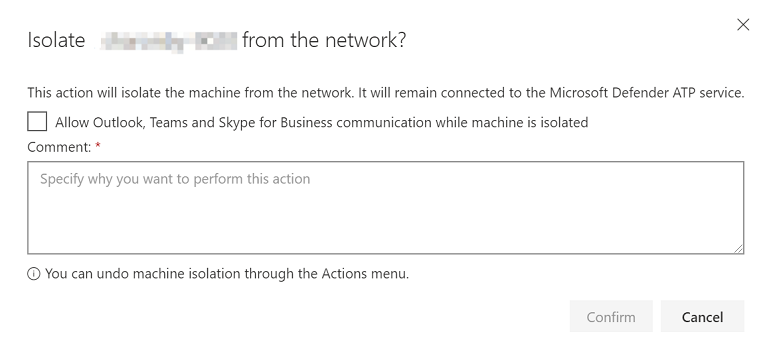 Isolate from the network?
This action will isolate the machine from the network. It will remain connected to the Microsoft Defender ATP service.
Allow Outlook, Teams and Skype for Business communication while machine is isolated
Comment: *
Specify why you want to perform this action
You can undo machine isolation through the Actions menu.
Confirm Cancel